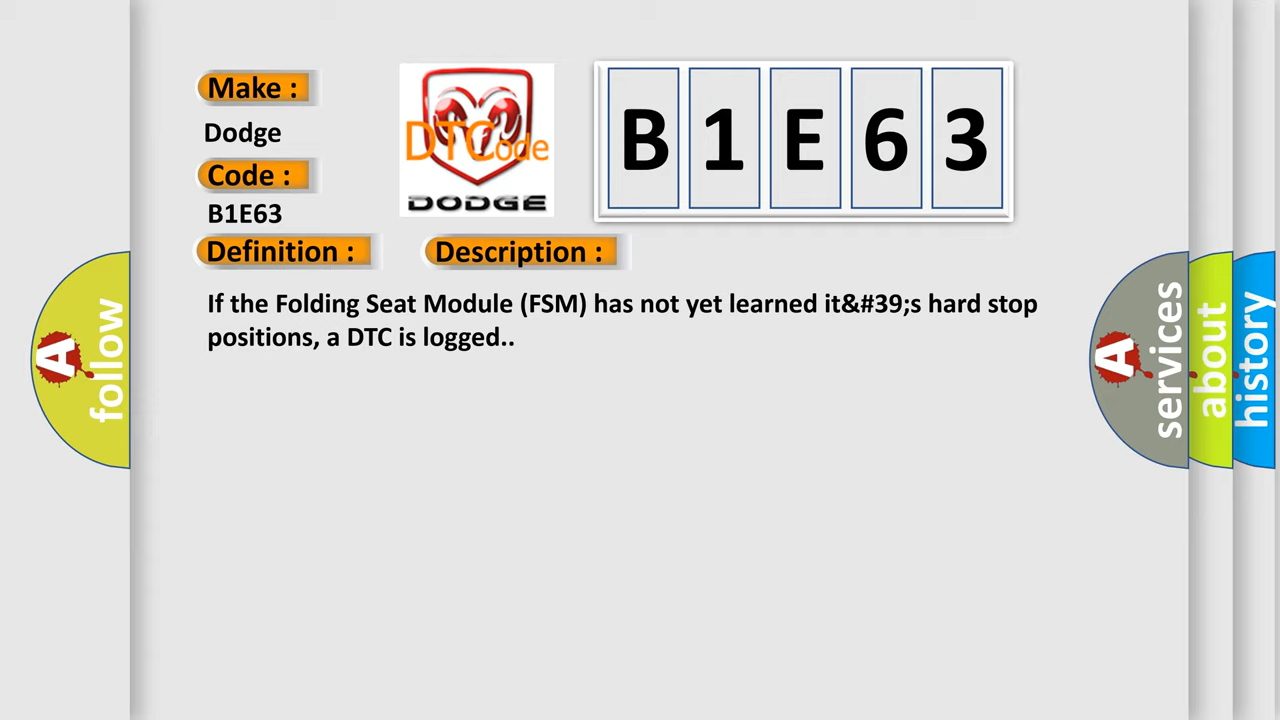 Make :
Dodge
Code :
B1E63
Definition :
Description :
If the Folding Seat Module (FSM) has not yet learned it&#39;s hard stop
positions, a DTC is logged..
DTCode
DODGE
B 1 E 6 3
A follow
A services
about
history